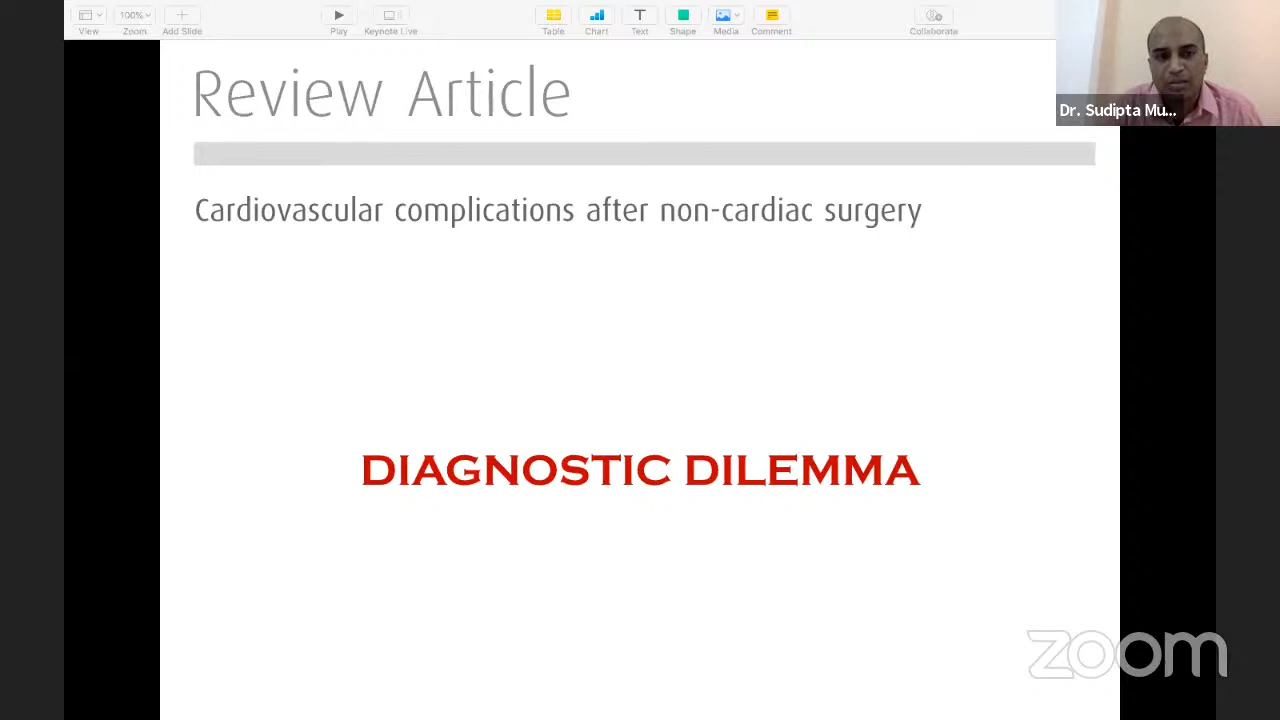 View
100%
Zoom
Add Slide
Play
Keynote Live
Table
Chart
T
Text
Shape
Media
Comment
Collaborate
Review Article
Dr. Sudipta Mu...
Cardiovascular complications after non-cardiac surgery
DIAGNOSTIC DILEMMA
zoom